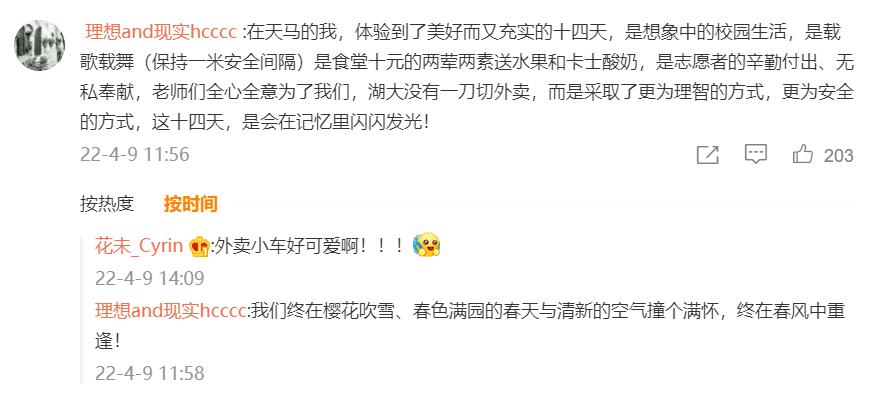 理想and现实hcccc :在天马的我，体验到了美好而又充实的十四天，是想象中的校园生活，是载
歌载舞（保持一米安全间隔）是食堂十元的两荤两素送水果和卡士酸奶，是志愿者的辛勤付出、无
私奉献，老师们全心全意为了我们，湖大没有一刀切外卖，而是采取了更为理智的方式，更为安全
的方式，这十四天，是会在记忆里闪闪发光！
22-4-9 11:56
203
按热度 按时间
花未_Cyrin :外卖小车好可爱啊！！！
22-4-9 14:09
理想and现实hcccc:我们终在樱花吹雪、春色满园的春天与清新的空气撞个满怀，终在春风中重
逢！
22-4-9 11:58